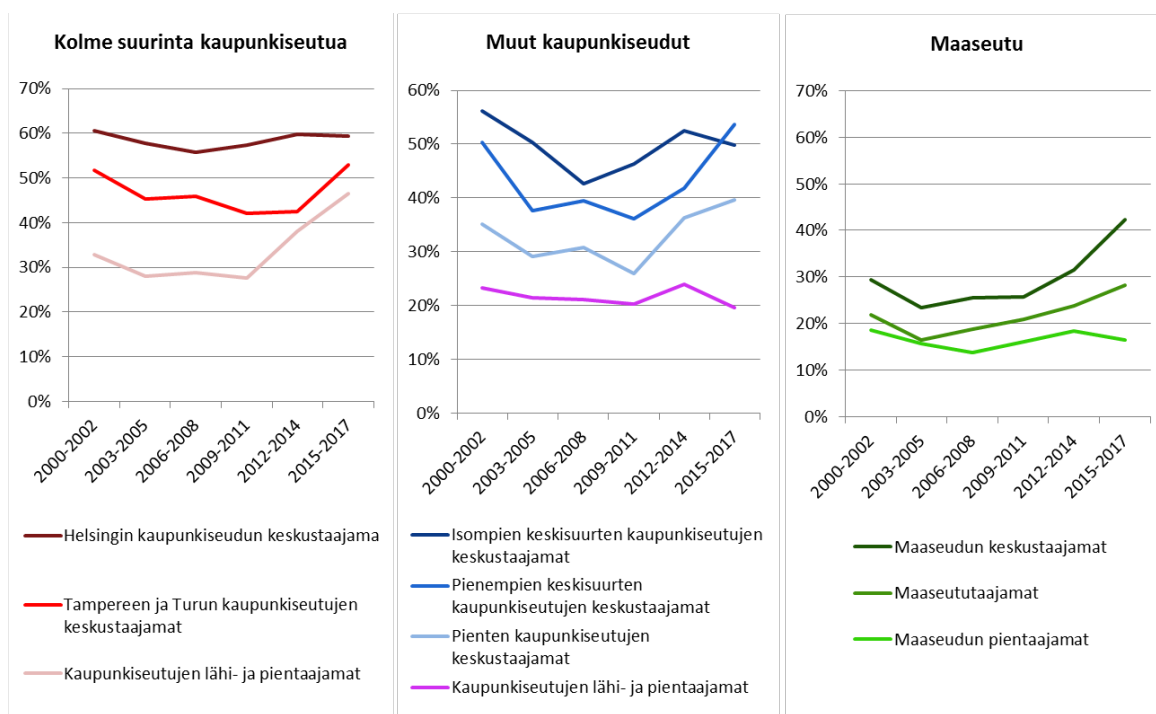 Kolme suurinta kaupunkiseutua
70%
60%
50%
40%
30%
20%
10%
0%
2000-2002
2003-2005
2006-2008
2009-2011
2012-2014
2015-2017
Helsingin kaupunkiseudun keskustaajama
Tampereen ja Turun kaupunkiseutujen
keskustaajamat
Kaupunkiseutujen lähi- ja pientaajamat
Muut kaupunkiseudut
60%
50%
40%
30%
20%
10%
0%
2000-2002
2003-2005
2006-2008
2009-2011
2012-2014
2015-2017
Isompien keskisuurten kaupunkiseutujen
keskustaajamat
Pienempien keskisuurten
kaupunkiseutujen keskustaajamat
Pienten kaupunkiseutujen
keskustaajamat
Kaupunkiseutujen lähi- ja pientaajamat
Maaseutu
70%
60%
50%
40%
30%
20%
10%
0%
2000-2002
2003-2005
2006-2008
2009-2011
2012-2014
2015-2017
Maaseudun keskustaajamat
Maaseututaajamat
Maaseudun pientaajamat